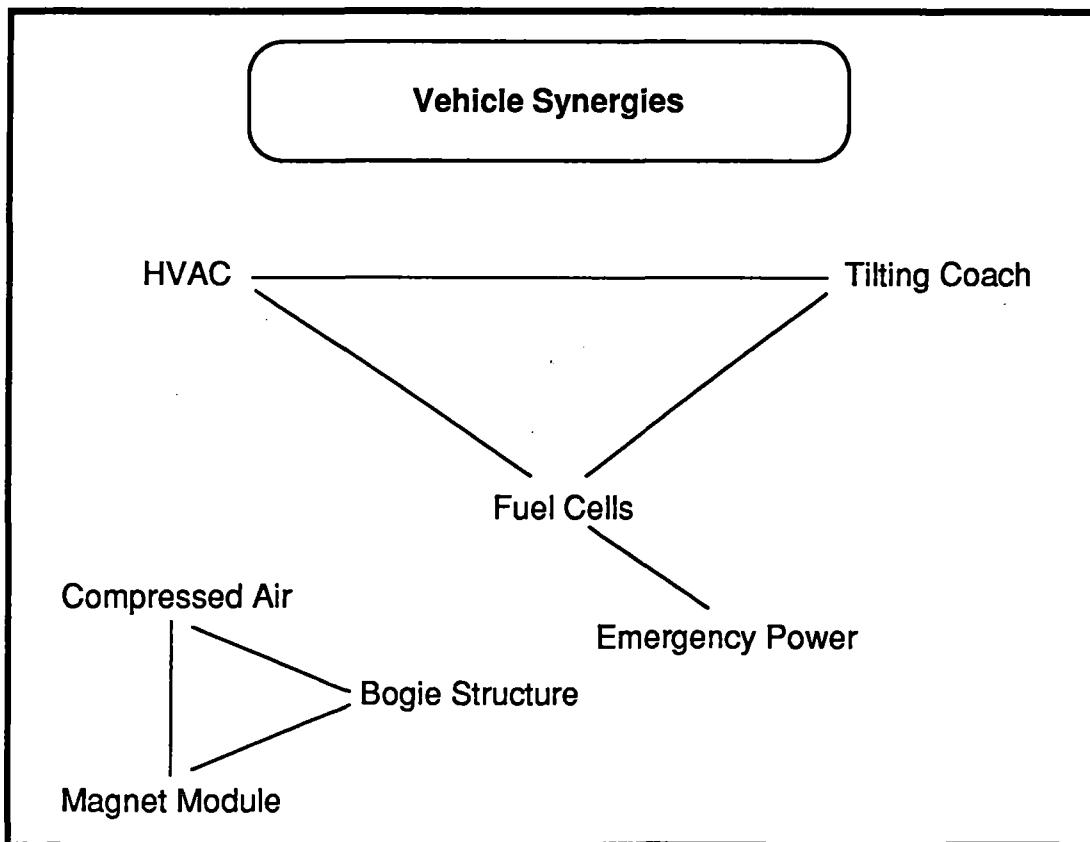 Vehicle Synergies
HVAC
Tilting Coach
Fuel Cells
Compressed Air
Emergency Power
Bogie Structure
Magnet Module